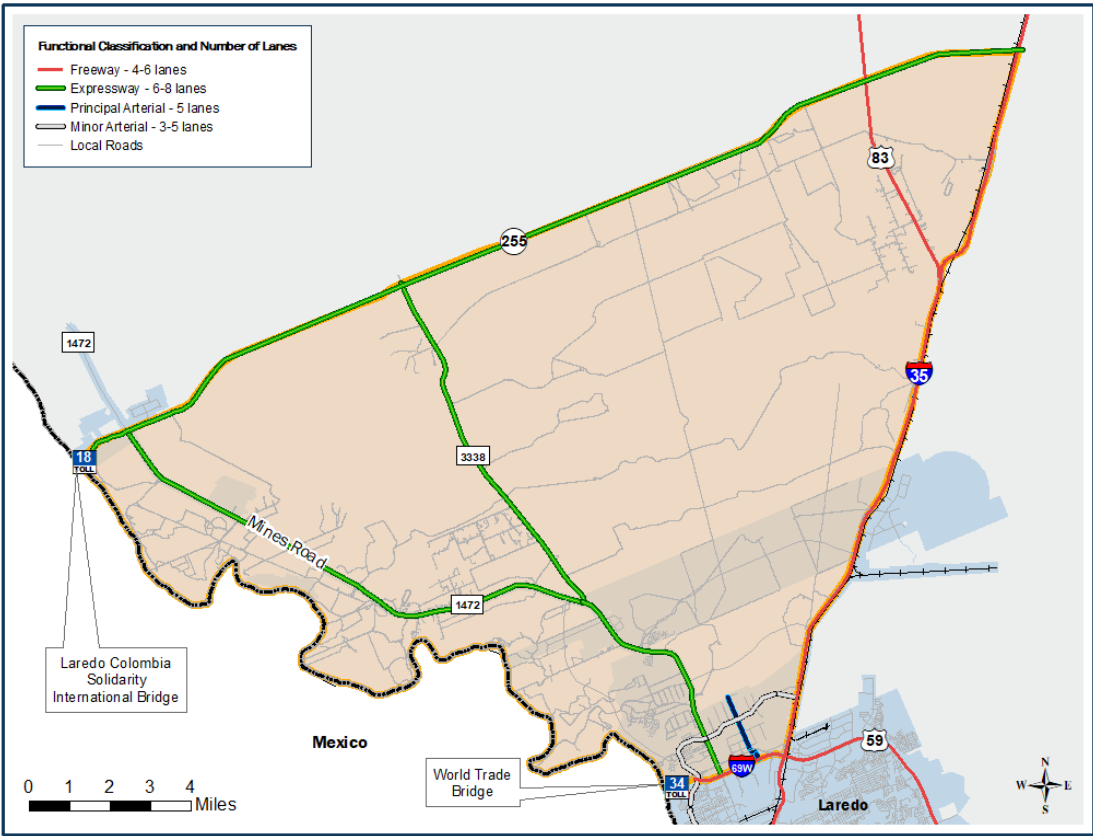 Functional Classification and Number of Lanes
Freeway - 4-6 lanes
Expressway - 6-8 lanes
Principal Arterial - 5 lanes
Minor Arterial - 3-5 lanes
Local Roads
83
255
1472
35
18
TOLL
3338
Mines Road
1472
Laredo Colombia
Solidarity
International Bridge
Mexico
59
69W
World Trade
Bridge
34
TOLL
Laredo
0 1 2 3 4
Miles
N
W E
S